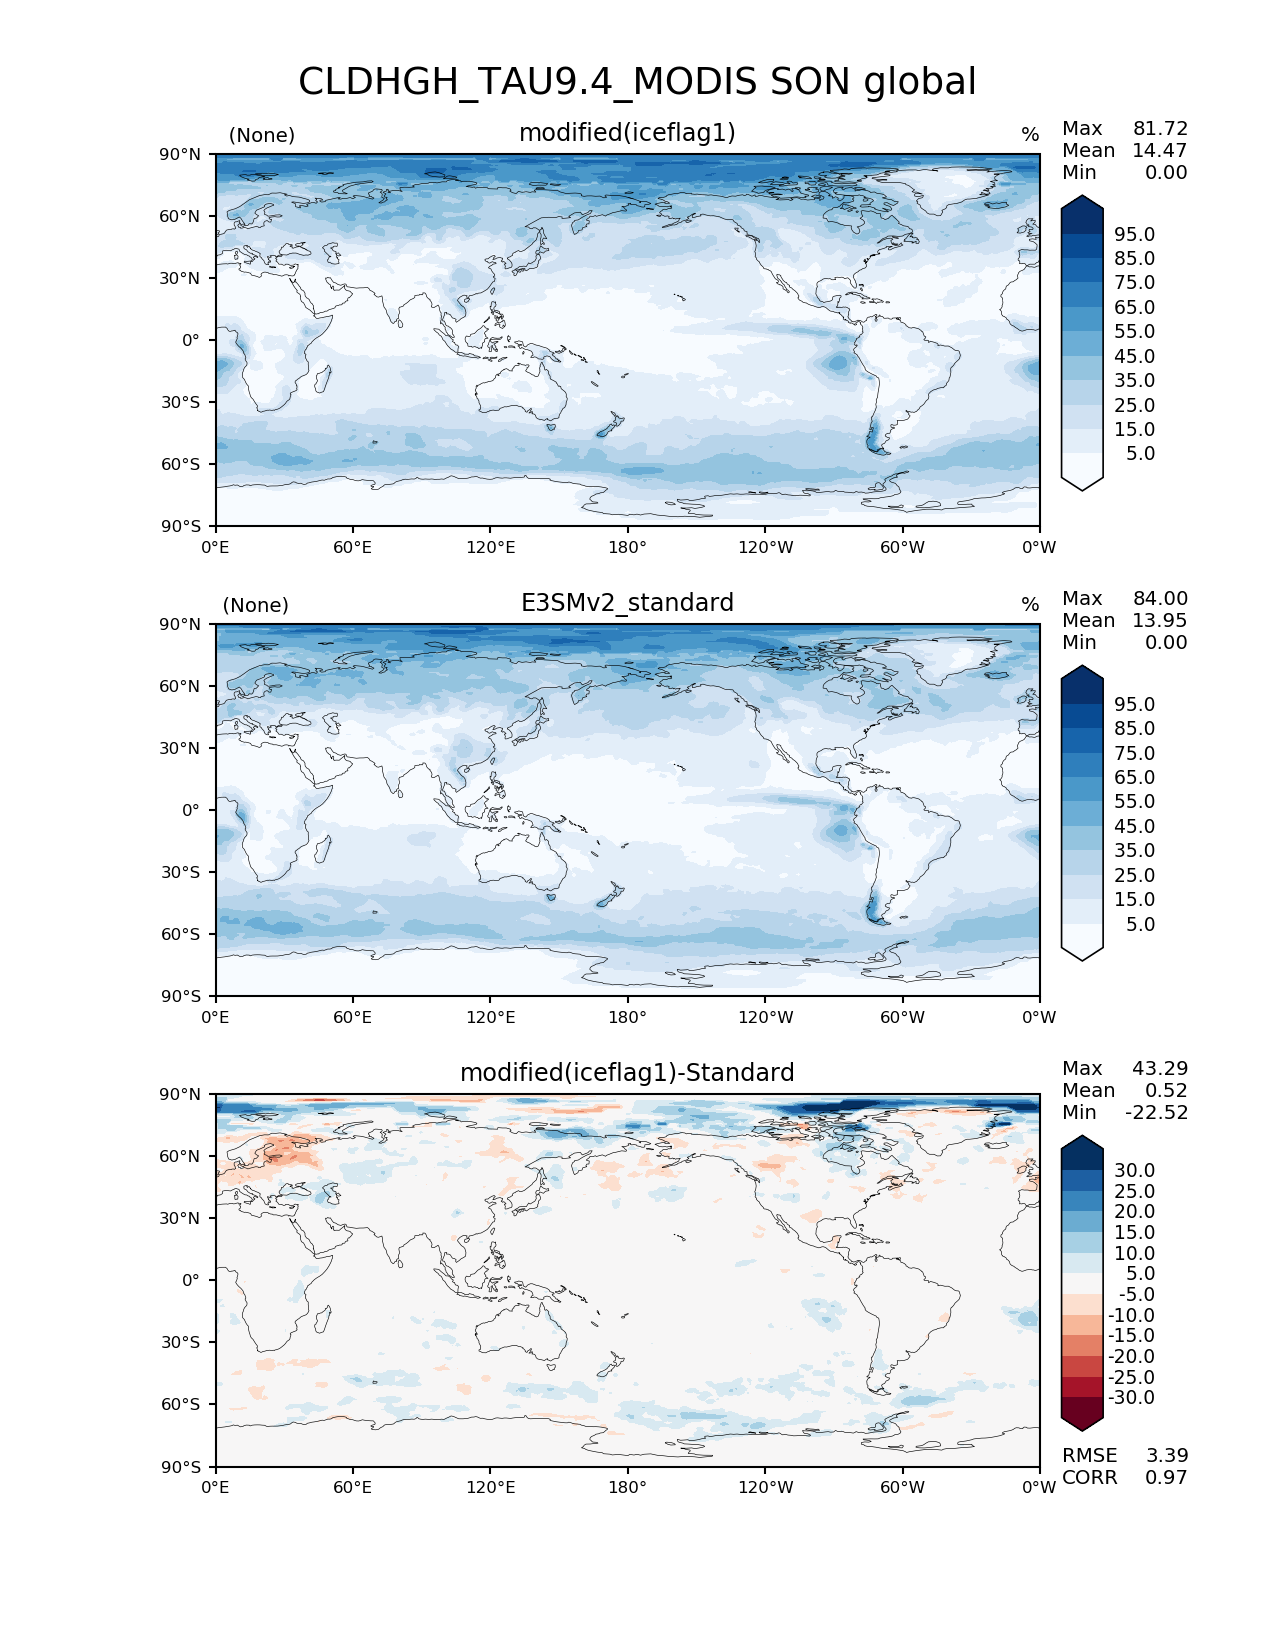 CLDHGH_TAU9.4_MODIS SON global
(None) modified(iceflag1) %
Max 81.72
Mean 14.47
Min 0.00
90°N
60°N
30°N
0°
30°S
60°S
90°S
0°E 60°E 120°E 180° 120°W 60°W 0°W
95.0
85.0
75.0
65.0
55.0
45.0
35.0
25.0
15.0
5.0
(None) E3SMv2_standard %
Max 84.00
Mean 13.95
Min 0.00
90°N
60°N
30°N
0°
30°S
60°S
90°S
0°E 60°E 120°E 180° 120°W 60°W 0°W
95.0
85.0
75.0
65.0
55.0
45.0
35.0
25.0
15.0
5.0
modified(iceflag1)-Standard
Max 43.29
Mean 0.52
Min -22.52
90°N
60°N
30°N
0°
30°S
60°S
90°S
0°E 60°E 120°E 180° 120°W 60°W 0°W
30.0
25.0
20.0
15.0
10.0
5.0
-5.0
-10.0
-15.0
-20.0
-25.0
-30.0
RMSE 3.39
CORR 0.97